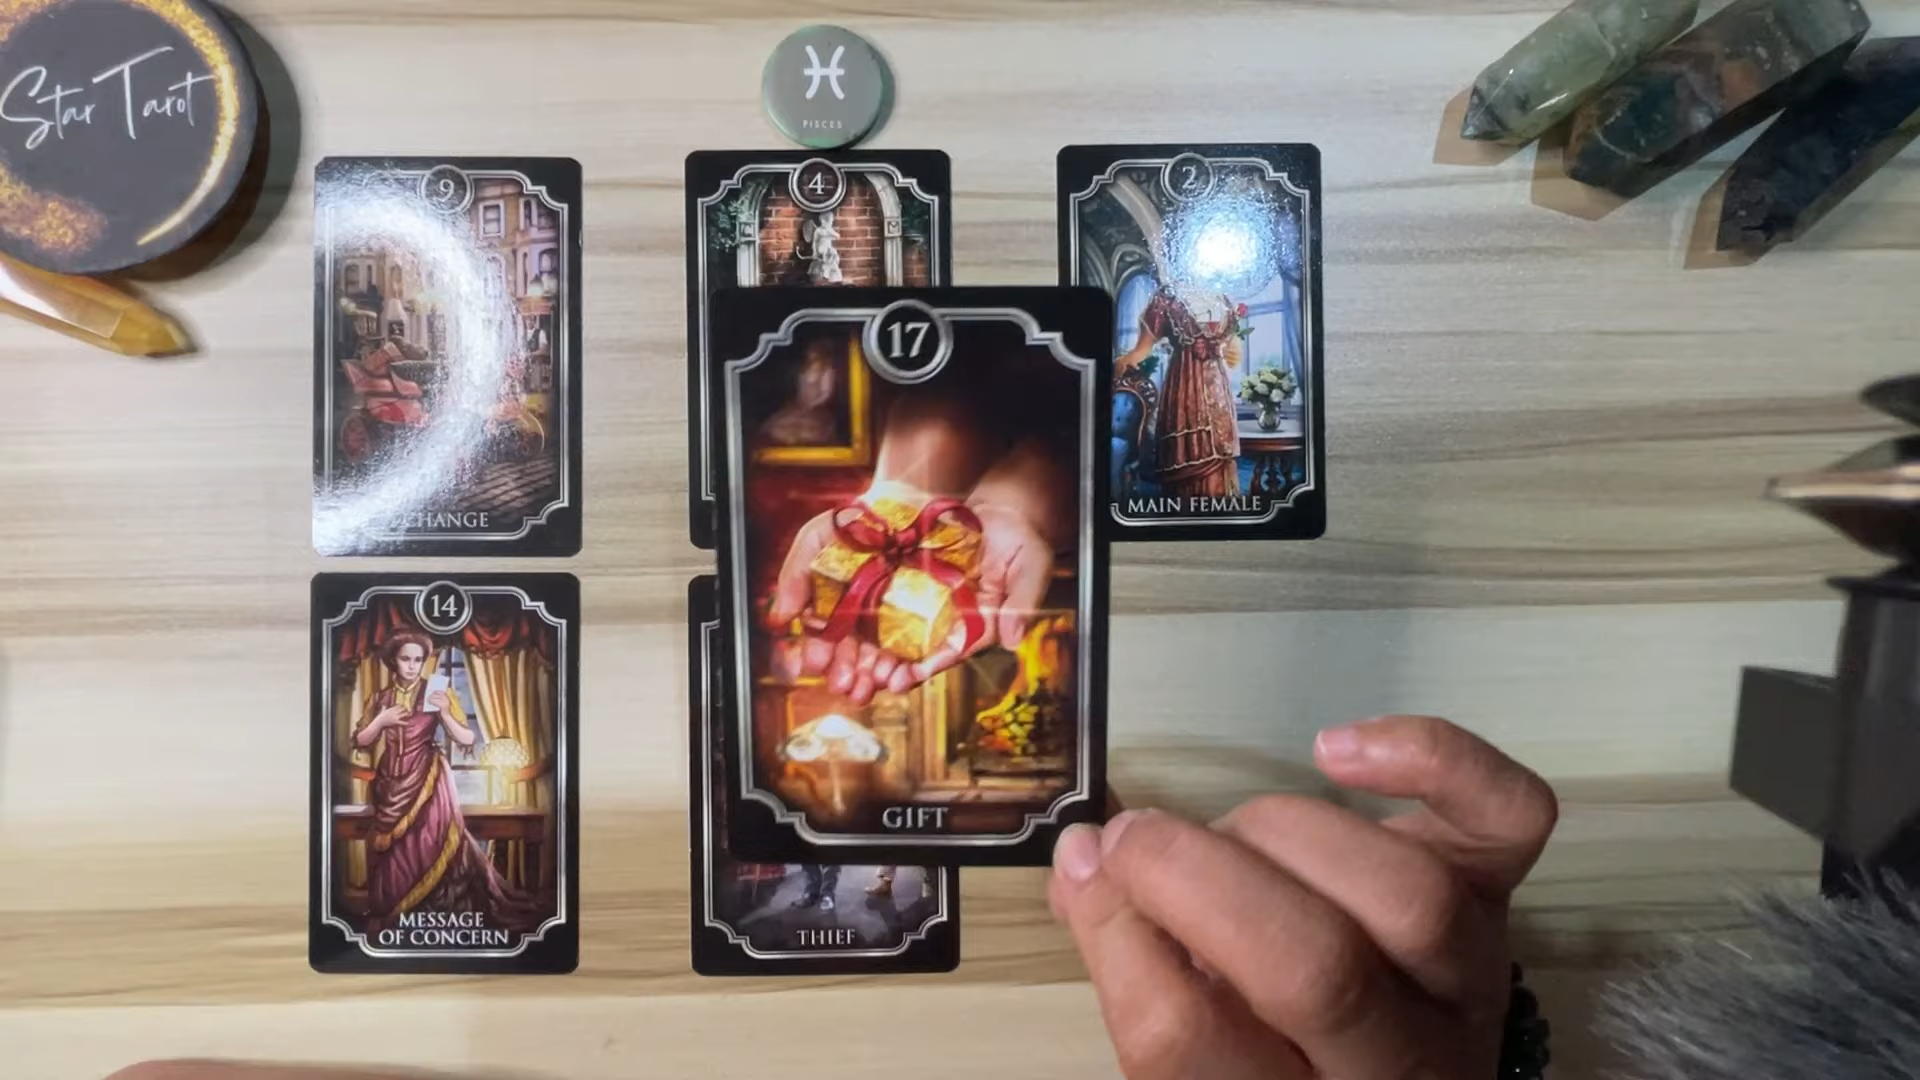 Star Tarot
PISCES
9
4
2
17
CHANGE
MAIN FEMALE
14
GIFT
MESSAGE
OF CONCERN
THIEF